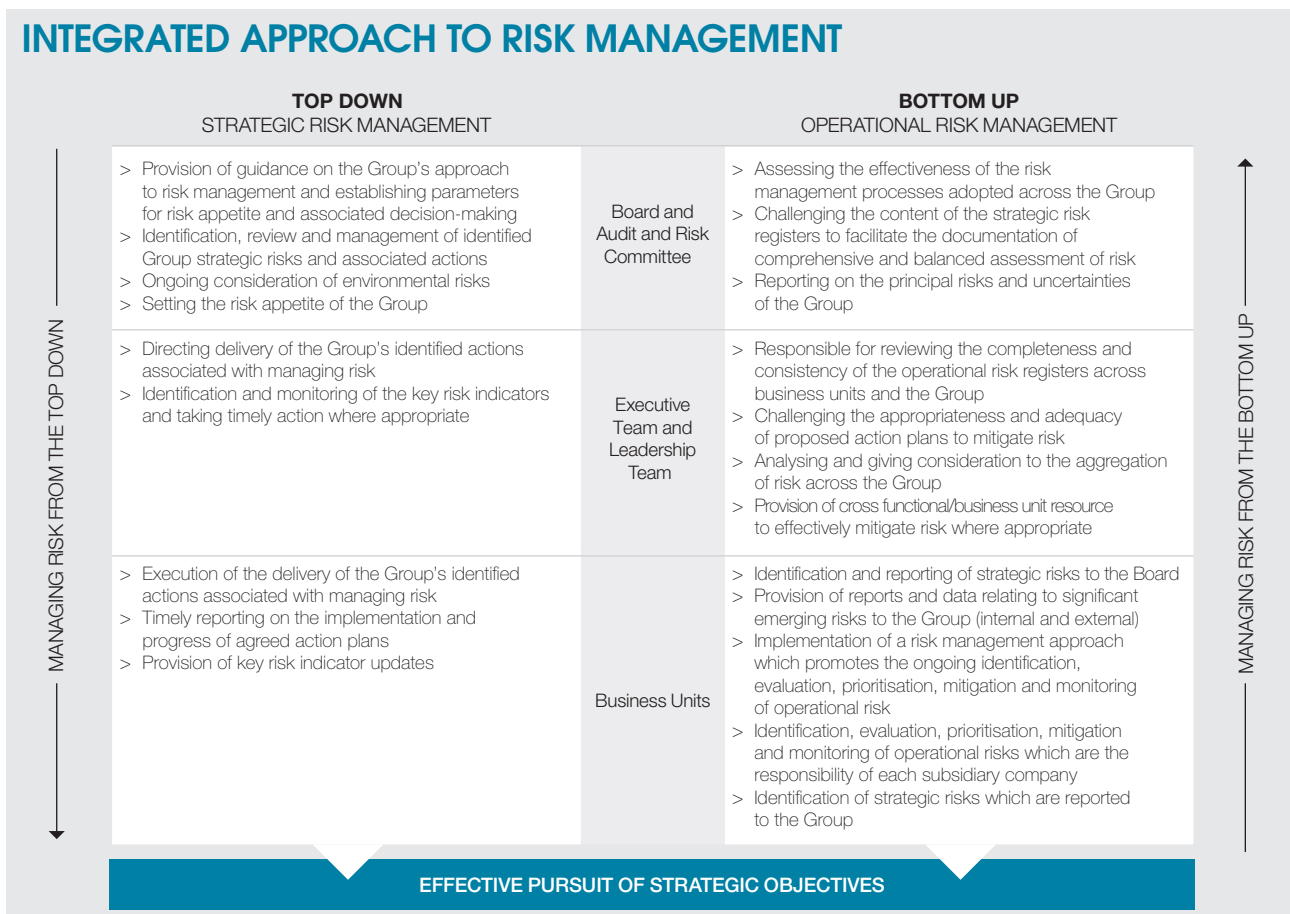 INTEGRATED APPROACH TO RISK MANAGEMENT
TOP DOWN
STRATEGIC RISK MANAGEMENT
BOTTOM UP
OPERATIONAL RISK MANAGEMENT
MANAGING RISK FROM THE TOP DOWN
> Provision of guidance on the Group's approach
to risk management and establishing parameters
for risk appetite and associated decision-making
> Identification, review and management of identified
Group strategic risks and associated actions
> Ongoing consideration of environmental risks
> Setting the risk appetite of the Group
Board and
Audit and Risk
Committee
> Assessing the effectiveness of the risk
management processes adopted across the Group
> Challenging the content of the strategic risk
registers to facilitate the documentation of
comprehensive and balanced assessment of risk
> Reporting on the principal risks and uncertainties
of the Group
> Directing delivery of the Group's identified actions
associated with managing risk
> Identification and monitoring of the key risk indicators
and taking timely action where appropriate
Executive
Team and
Leadership
Team
> Responsible for reviewing the completeness and
consistency of the operational risk registers across
business units and the Group
> Challenging the appropriateness and adequacy
of proposed action plans to mitigate risk
> Analysing and giving consideration to the aggregation
of risk across the Group
> Provision of cross functional/business unit resource
to effectively mitigate risk where appropriate
> Execution of the delivery of the Group's identified
actions associated with managing risk
> Timely reporting on the implementation and
progress of agreed action plans
> Provision of key risk indicator updates
Business Units
> Identification and reporting of strategic risks to the Board
> Provision of reports and data relating to significant
emerging risks to the Group (internal and external)
> Implementation of a risk management approach
which promotes the ongoing identification,
evaluation, prioritisation, mitigation and monitoring
of operational risk
> Identification, evaluation, prioritisation, mitigation
and monitoring of operational risks which are the
responsibility of each subsidiary company
> Identification of strategic risks which are reported
to the Group
MANAGING RISK FROM THE BOTTOM UP
EFFECTIVE PURSUIT OF STRATEGIC OBJECTIVES